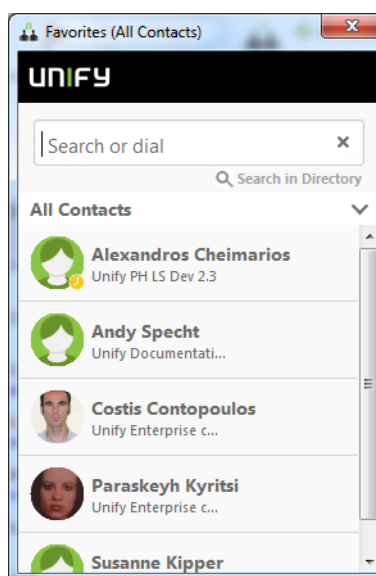 Favorites (All Contacts)
UNIFY
Search or dial
Search in Directory
All Contacts
Alexandros Cheimarios
Unify PH LS Dev 2.3
Andy Specht
Unify Documentati...
Costis Contopoulos
Unify Enterprise c...
Paraskeyh Kyritsi
Unify Enterprise c...
Susanne Kipper